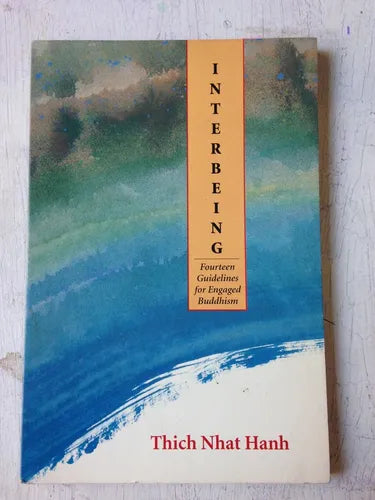 INTERBEING
Fourteen
Guidelines
for Engaged
Buddhism
Thich Nhat Hanh